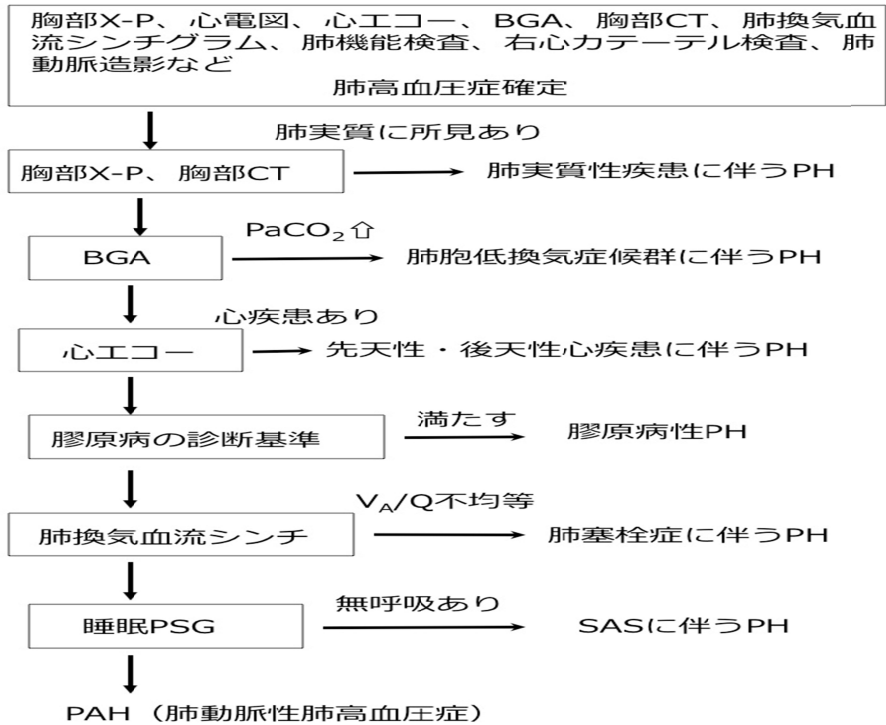 胸部X-P、心電図、心エコー、BGA、胸部CT、肺換気血
流シンチグラム、肺機能検査、右心カテーテル検査、肺
動脈造影など
肺高血圧症確定
肺実質に所見あり
胸部X-P、胸部CT
肺実質性疾患に伴うPH
PaCO₂⇧
BGA
肺胞低換気症候群に伴うPH
心疾患あり
心エコー
先天性・後天性心疾患に伴うPH
満たす
膠原病の診断基準
膠原病性PH
VA/Q不均等
肺換気血流シンチ
肺塞栓症に伴うPH
無呼吸あり
睡眠PSG
SASに伴うPH
PAH（肺動脈性肺高血圧症）